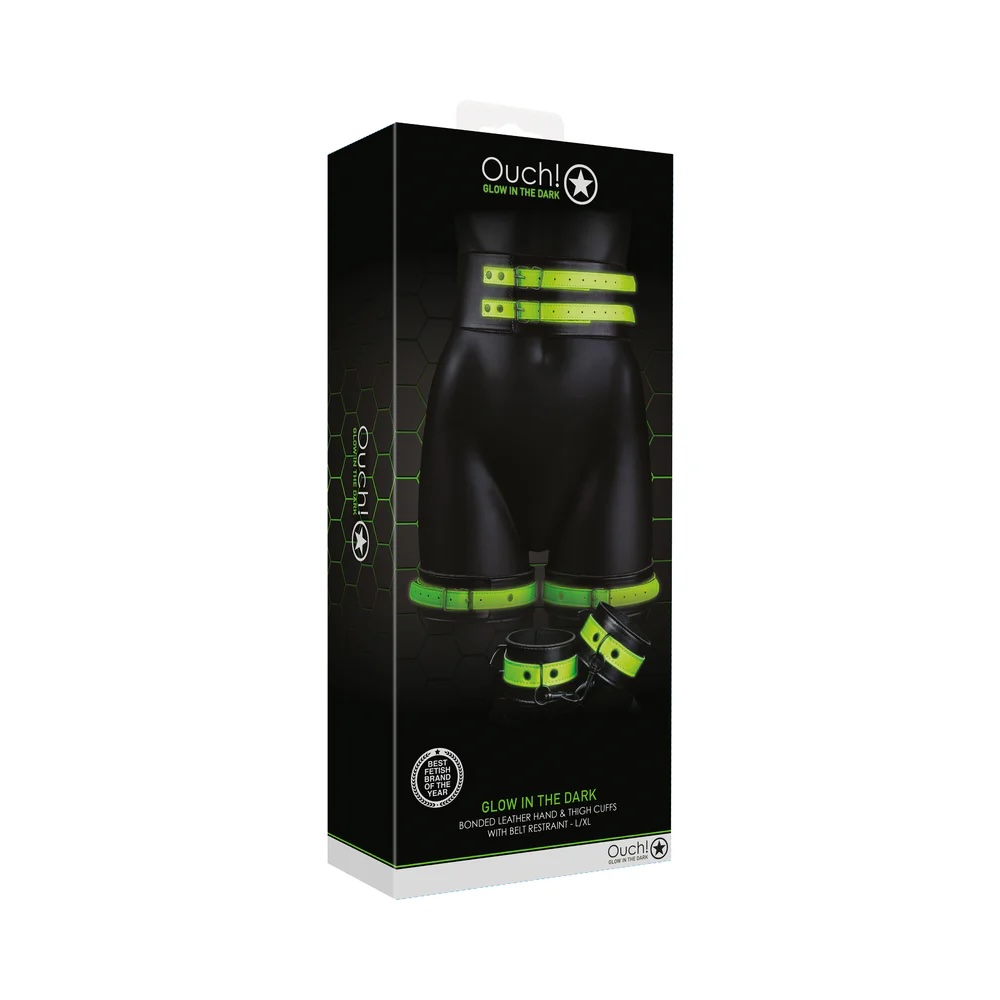 Ouch!
GLOW IN THE DARK
Ouch!
GLOW IN THE DARK
BEST
FETISH
BRAND
OF THE
YEAR
GLOW IN THE DARK
BONDED LEATHER HAND & THIGH CUFFS
WITH BELT RESTRAINT - L/XL
Ouch!
GLOW IN THE DARK